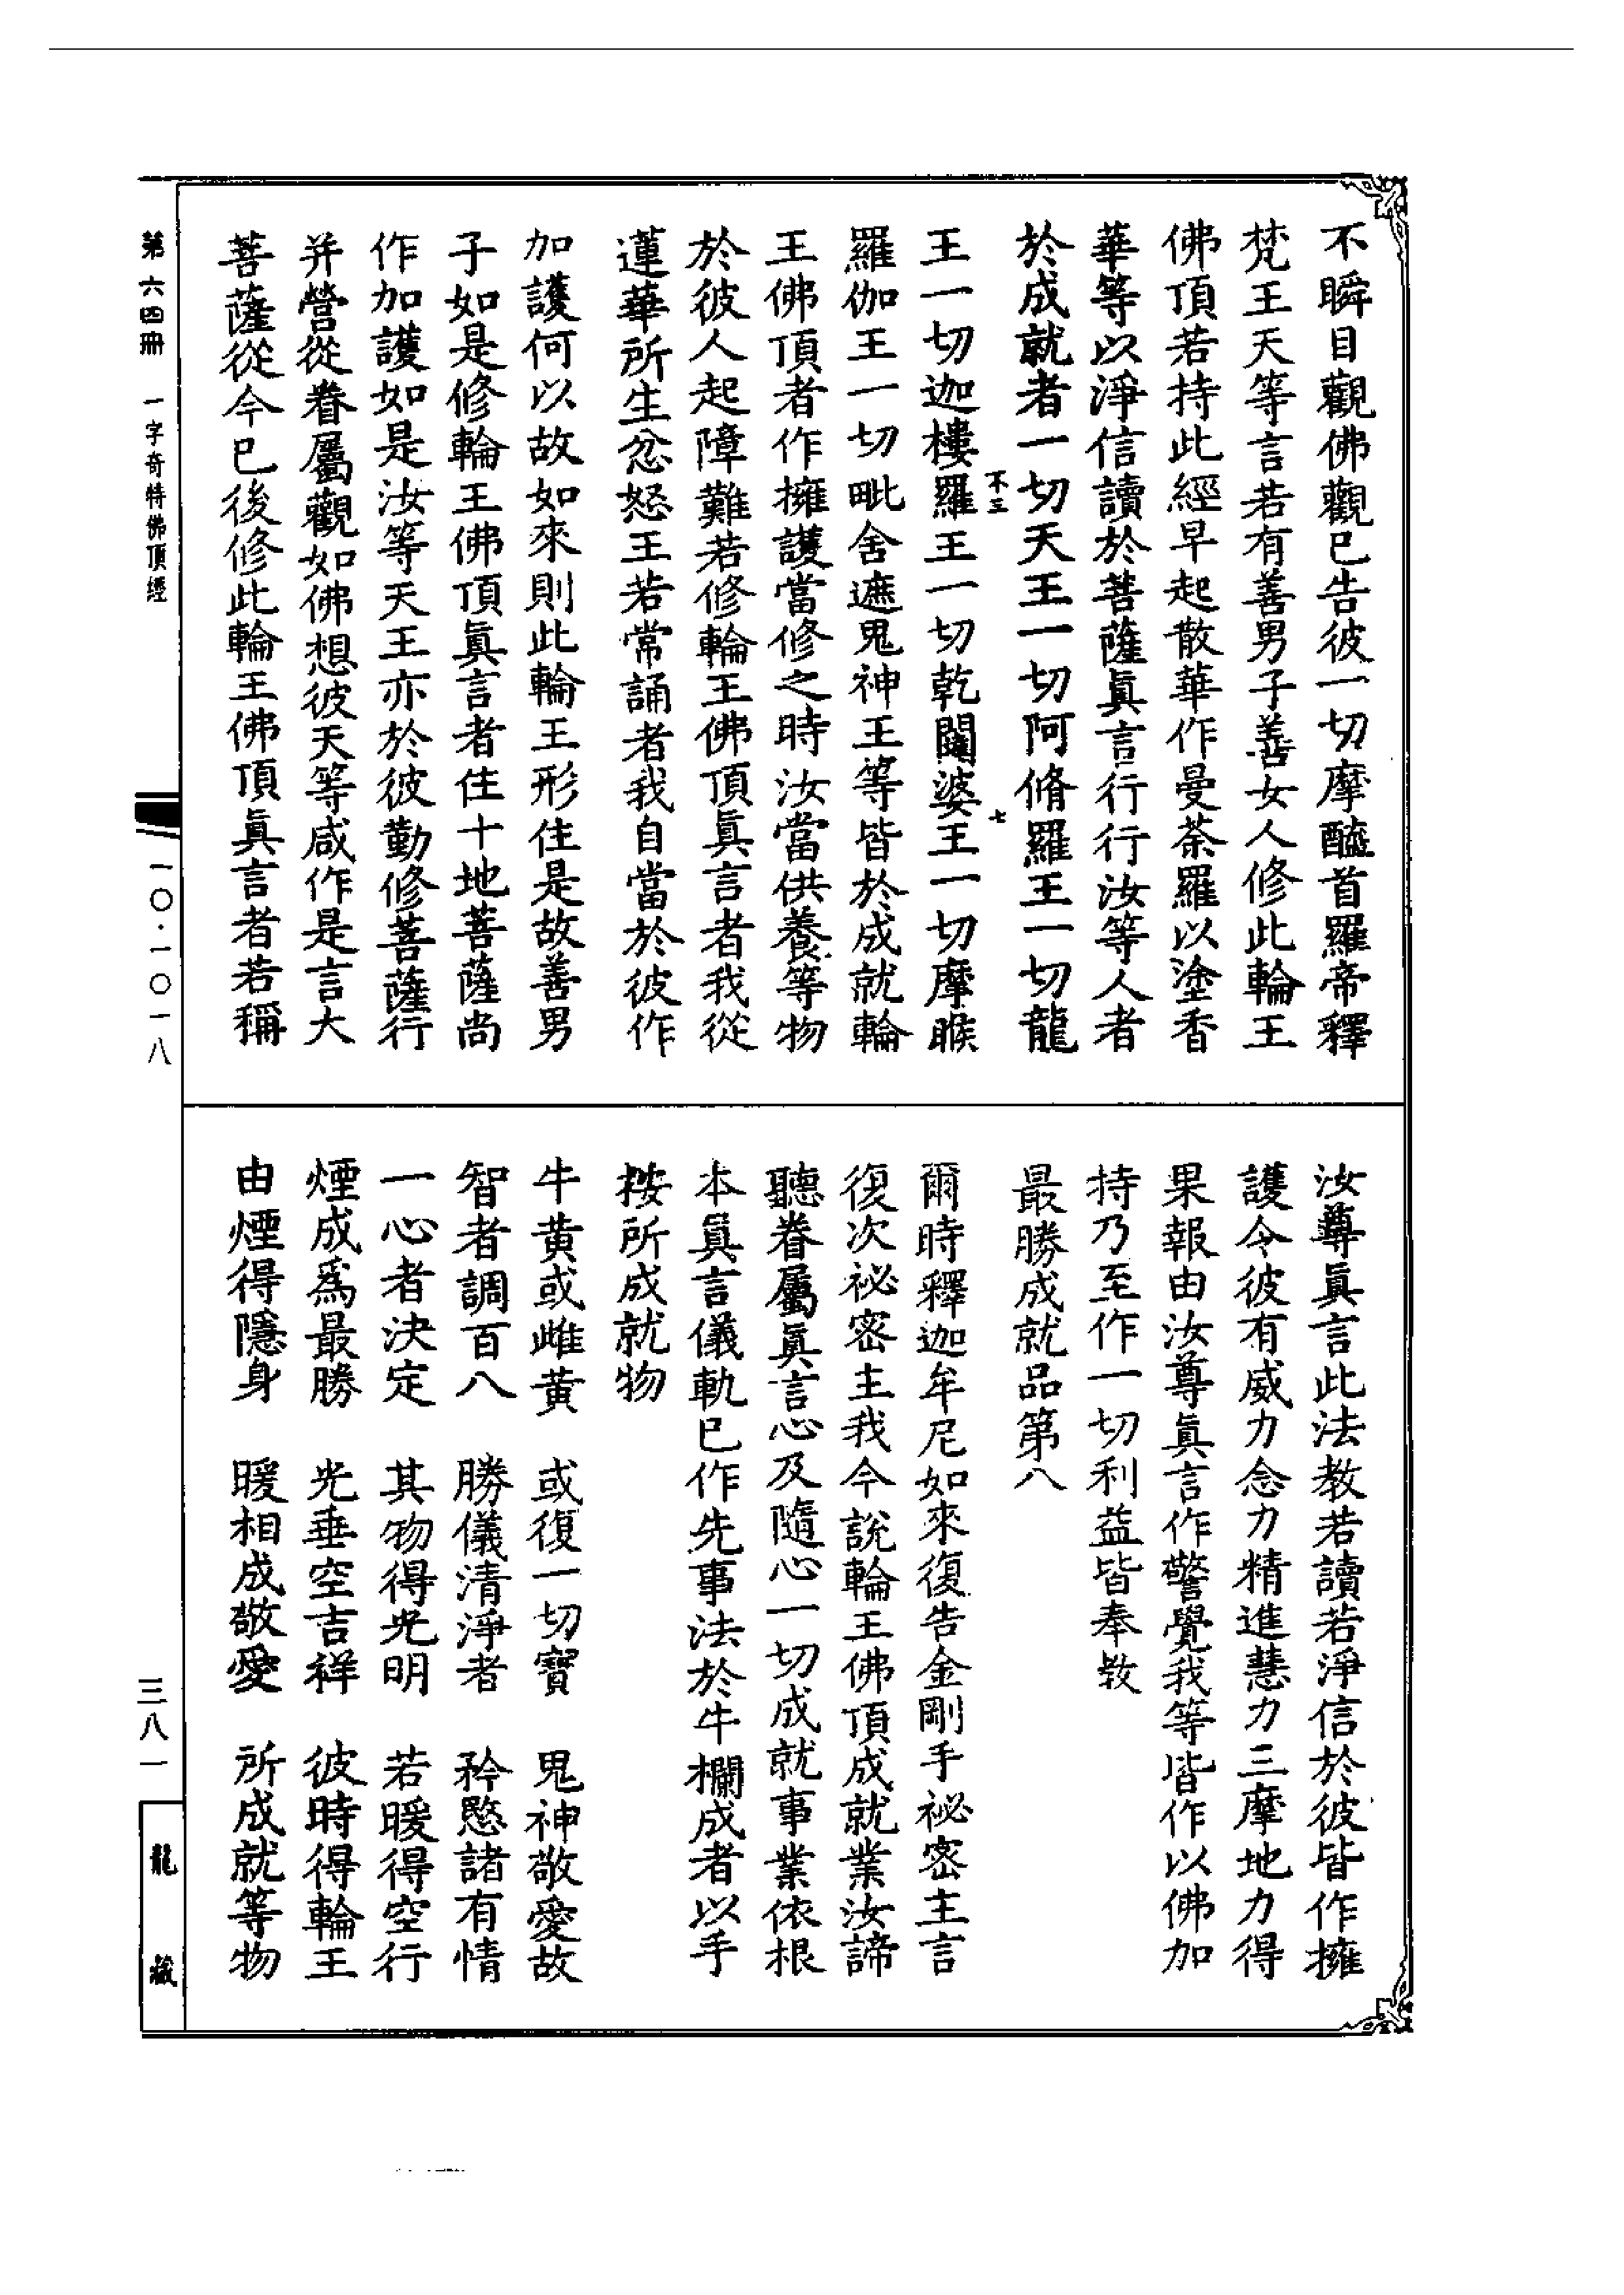 不瞬目觀佛觀已告彼一切摩醯首羅帝釋
梵王天等言若有善男子善女人修此輪王
佛頂若持此經早起散華作曼荼羅以塗香
華等以淨信讀於菩薩眞言行行汝等人者
於成就者一切天王一切阿脩羅王一切龍
不三
七
王一切迦樓羅王一切乾闥婆王一切摩睺
羅伽王一切毗舍遮鬼神王等皆於成就輪
王佛頂者作擁護當修之時汝當供養等物
於彼人起障難若修輪王佛頂眞言者我從
蓮華所生忿怒王若常誦者我自當於彼作
加護何以故如來則此輪王形住是故善男
子如是修輪王佛頂眞言者住十地菩薩尚
作加護如是汝等天王亦於彼勤修菩薩行
并營從眷屬觀如佛想彼天等咸作是言大
菩薩從今已後修此輪王佛頂眞言者若稱
汝尊眞言此法教若讀若淨信於彼皆作擁
護令彼有威力念力精進慧力三摩地力得
果報由汝尊眞言作警覺我等皆作以佛加
持乃至作一切利益皆奉教
最勝成就品第八
爾時釋迦牟尼如來復告金剛手祕密主言
復次祕密主我今說輪王佛頂成就業汝諦
聽眷屬眞言心及隨心一切成就事業依根
本眞言儀軌已作先事法於牛欄成者以手
按所成就物
牛黃或雌黃　或復一切寶　鬼神敬愛故
智者調百八　勝儀清淨者　矜愍諸有情
一心者決定　其物得光明　若暖得空行
煙成爲最勝　光垂空吉祥　彼時得輪王
由煙得隱身　暖相成敬愛　所成就等物
第六四冊　一字奇特佛頂經
一〇·一〇一八
三八一
龍藏